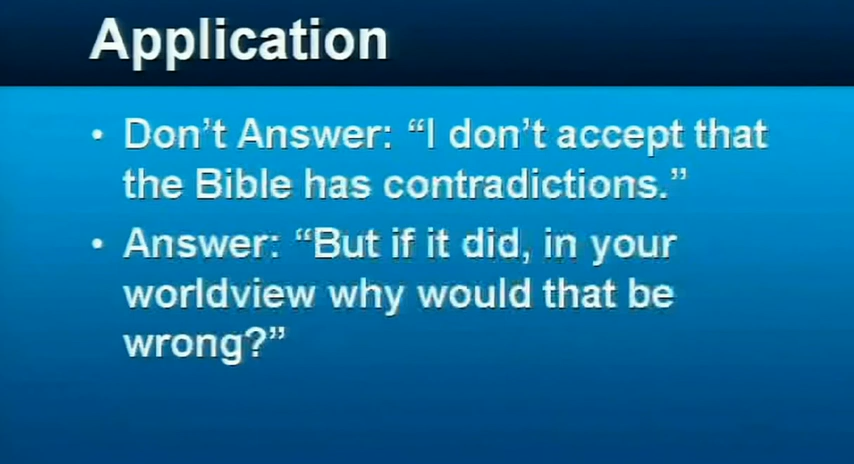 Application
• Don’t Answer: “I don’t accept that
the Bible has contradictions.”
• Answer: “But if it did, in your
worldview why would that be
wrong?”